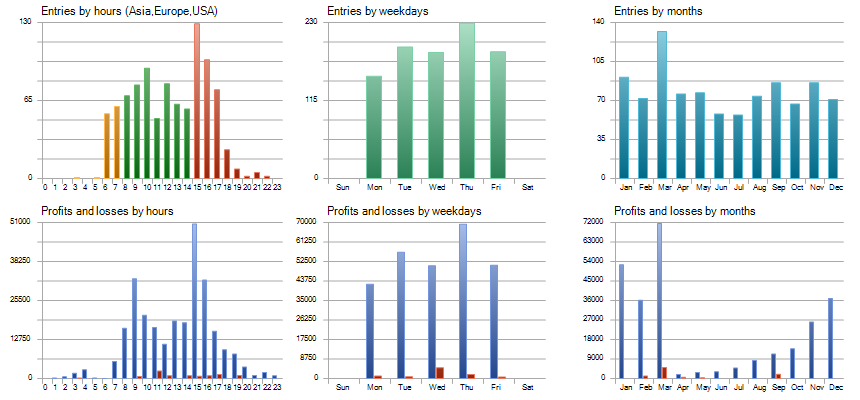 Entries by hours (Asia,Europe,USA)
130
65
0
0 1 2 3 4 5 6 7 8 9 10 11 12 13 14 15 16 17 18 19 20 21 22 23
Entries by weekdays
230
115
0
Sun Mon Tue Wed Thu Fri Sat
Entries by months
140
105
70
35
0
Jan Feb Mar Apr May Jun Jul Aug Sep Oct Nov Dec
Profits and losses by hours
51000
38250
25500
12750
0
0 1 2 3 4 5 6 7 8 9 10 11 12 13 14 15 16 17 18 19 20 21 22 23
Profits and losses by weekdays
70000
61250
52500
43750
35000
26250
17500
8750
0
Sun Mon Tue Wed Thu Fri Sat
Profits and losses by months
72000
63000
54000
45000
36000
27000
18000
9000
0
Jan Feb Mar Apr May Jun Jul Aug Sep Oct Nov Dec